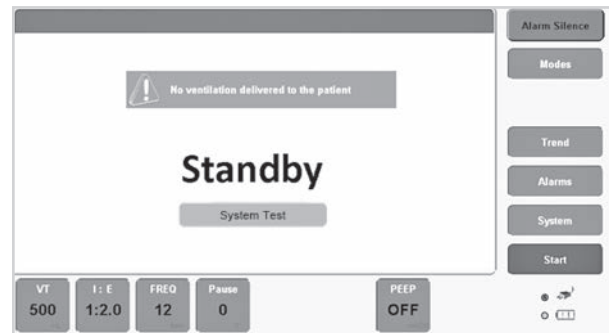 Alarm Silence
Modes
No ventilation delivered to the patient
Standby
System Test
Trend
Alarms
System
Start
VT
500
I : E
1:2.0
FREQ
12
Pause
0
PEEP
OFF